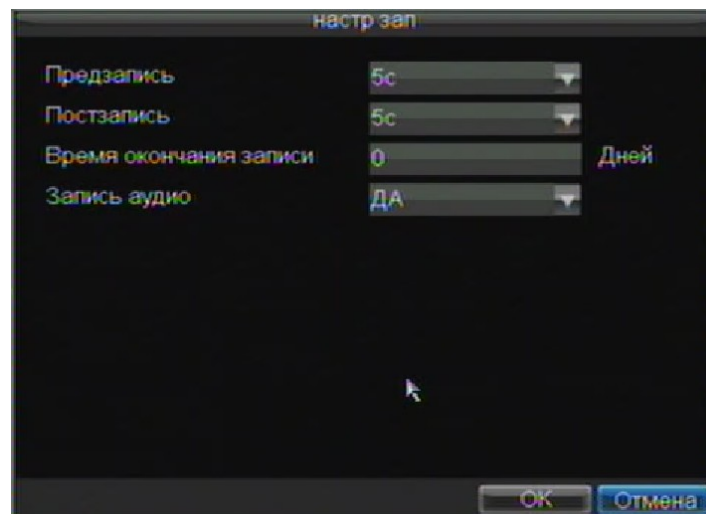 настр зап
Предзапись 5с
Постзапись 5с
Время окончания записи 0 Дней
Запись аудио ДА
OK Отмена